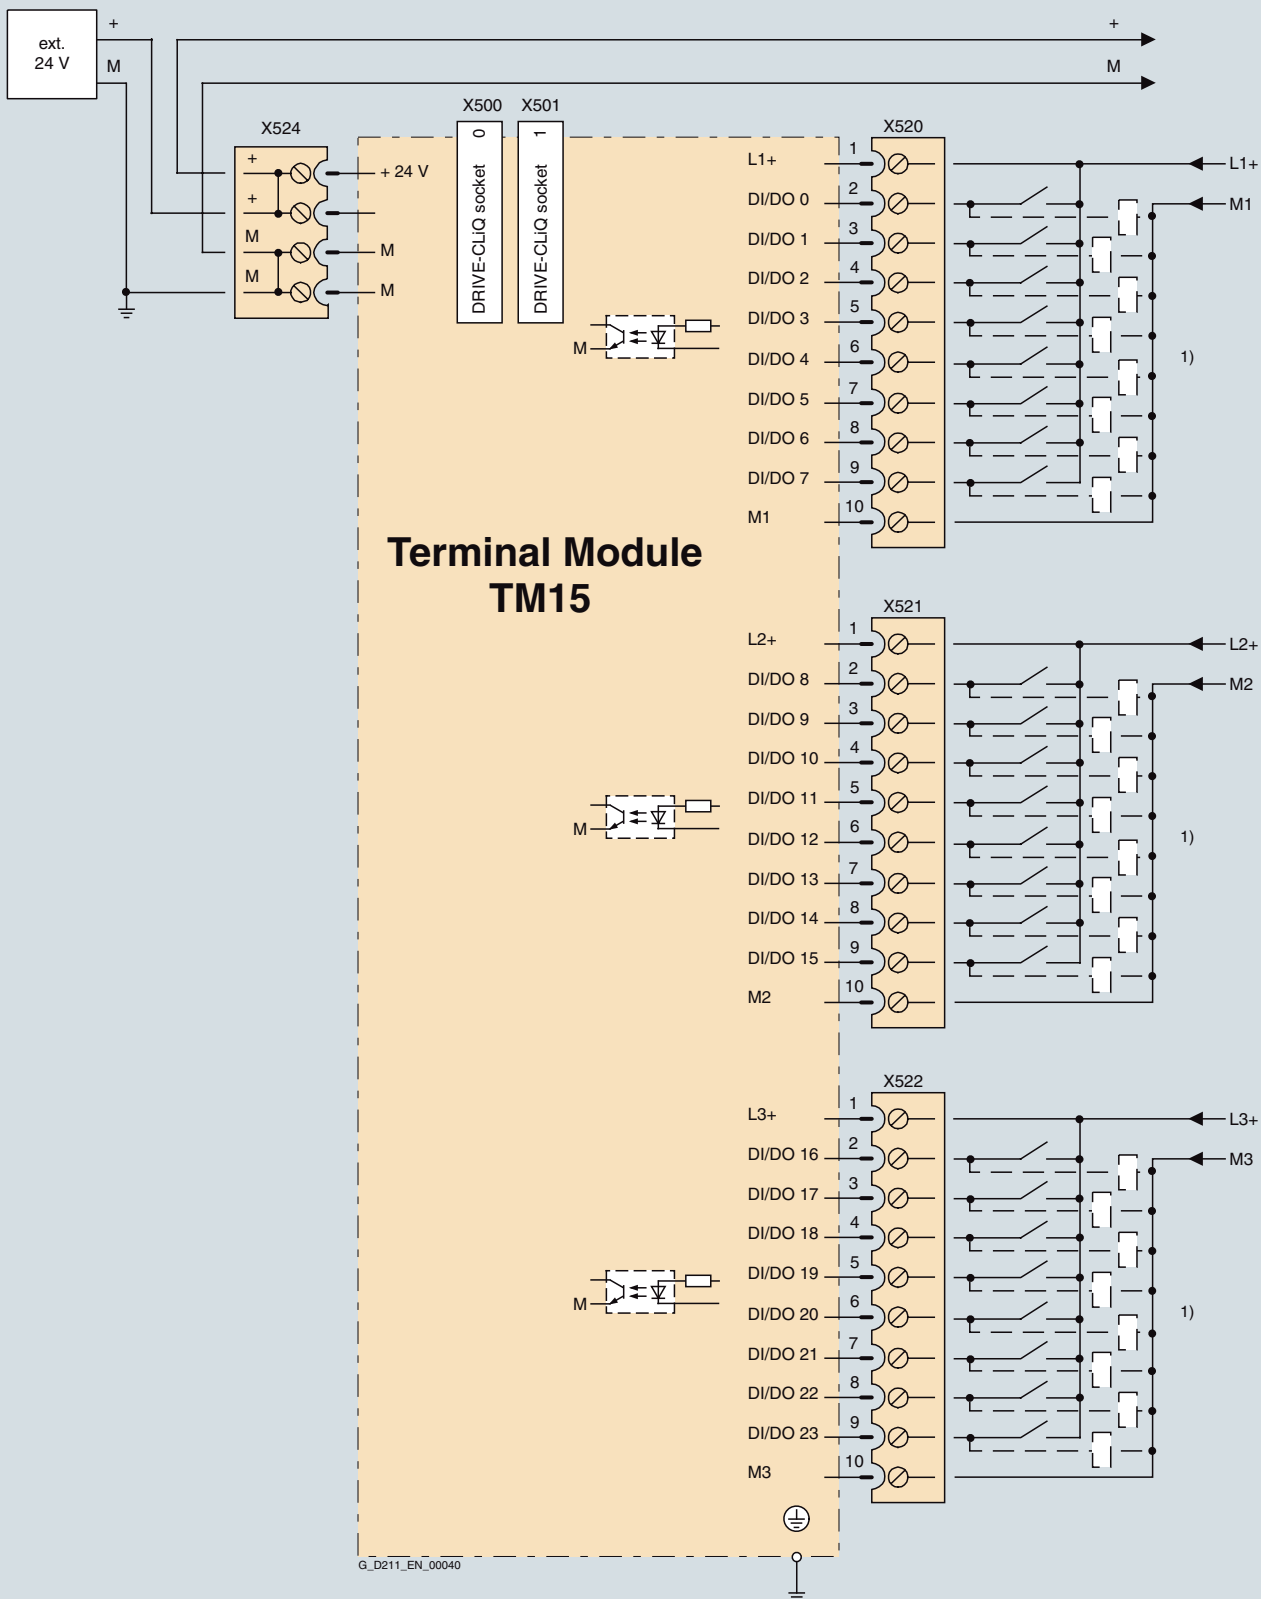 ext.
24 V
+
M
+
M
X524
+
+
M
M
+ 24 V
M
M
X500
X501
DRIVE-CLiQ socket 0
DRIVE-CLiQ socket 1
Terminal Module
TM15
M
M
M
X520
L1+ 1
DI/DO 0 2
DI/DO 1 3
DI/DO 2 4
DI/DO 3 5
DI/DO 4 6
DI/DO 5 7
DI/DO 6 8
DI/DO 7 9
M1 10
L1+
M1
1)
X521
L2+ 1
DI/DO 8 2
DI/DO 9 3
DI/DO 10 4
DI/DO 11 5
DI/DO 12 6
DI/DO 13 7
DI/DO 14 8
DI/DO 15 9
M2 10
L2+
M2
1)
X522
L3+ 1
DI/DO 16 2
DI/DO 17 3
DI/DO 18 4
DI/DO 19 5
DI/DO 20 6
DI/DO 21 7
DI/DO 22 8
DI/DO 23 9
M3 10
L3+
M3
1)
G_D211_EN_00040